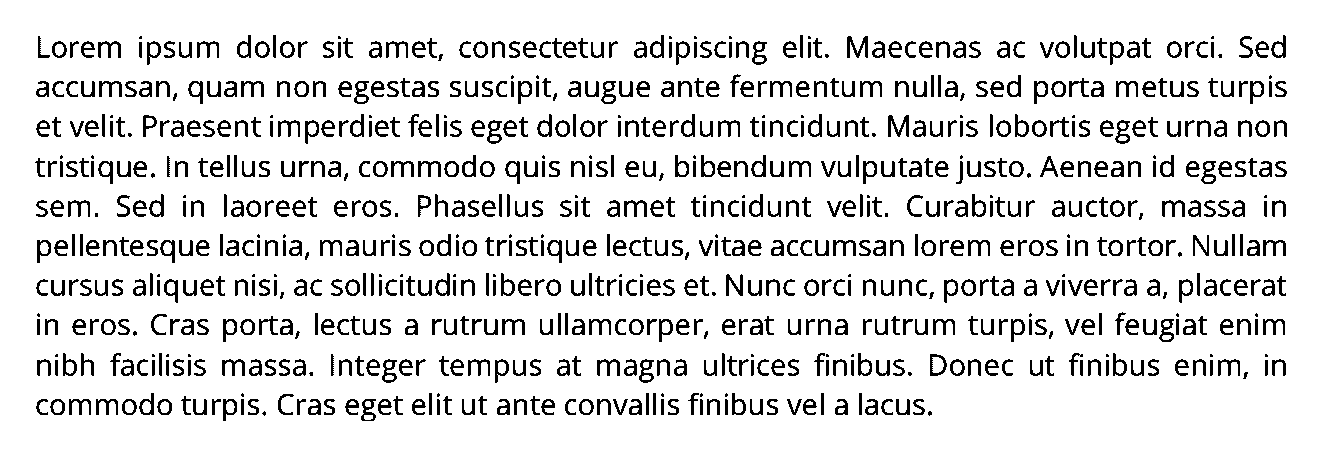 Lorem ipsum dolor sit amet, consectetur adipiscing elit. Maecenas ac volutpat orci. Sed
accumsan, quam non egestas suscipit, augue ante fermentum nulla, sed porta metus turpis
et velit. Praesent imperdiet felis eget dolor interdum tincidunt. Mauris lobortis eget urna non
tristique. In tellus urna, commodo quis nisl eu, bibendum vulputate justo. Aenean id egestas
sem. Sed in laoreet eros. Phasellus sit amet tincidunt velit. Curabitur auctor, massa in
pellentesque lacinia, mauris odio tristique lectus, vitae accumsan lorem eros in tortor. Nullam
cursus aliquet nisi, ac sollicitudin libero ultricies et. Nunc orci nunc, porta a viverra a, placerat
in eros. Cras porta, lectus a rutrum ullamcorper, erat urna rutrum turpis, vel feugiat enim
nibh facilisis massa. Integer tempus at magna ultrices finibus. Donec ut finibus enim, in
commodo turpis. Cras eget elit ut ante convallis finibus vel a lacus.